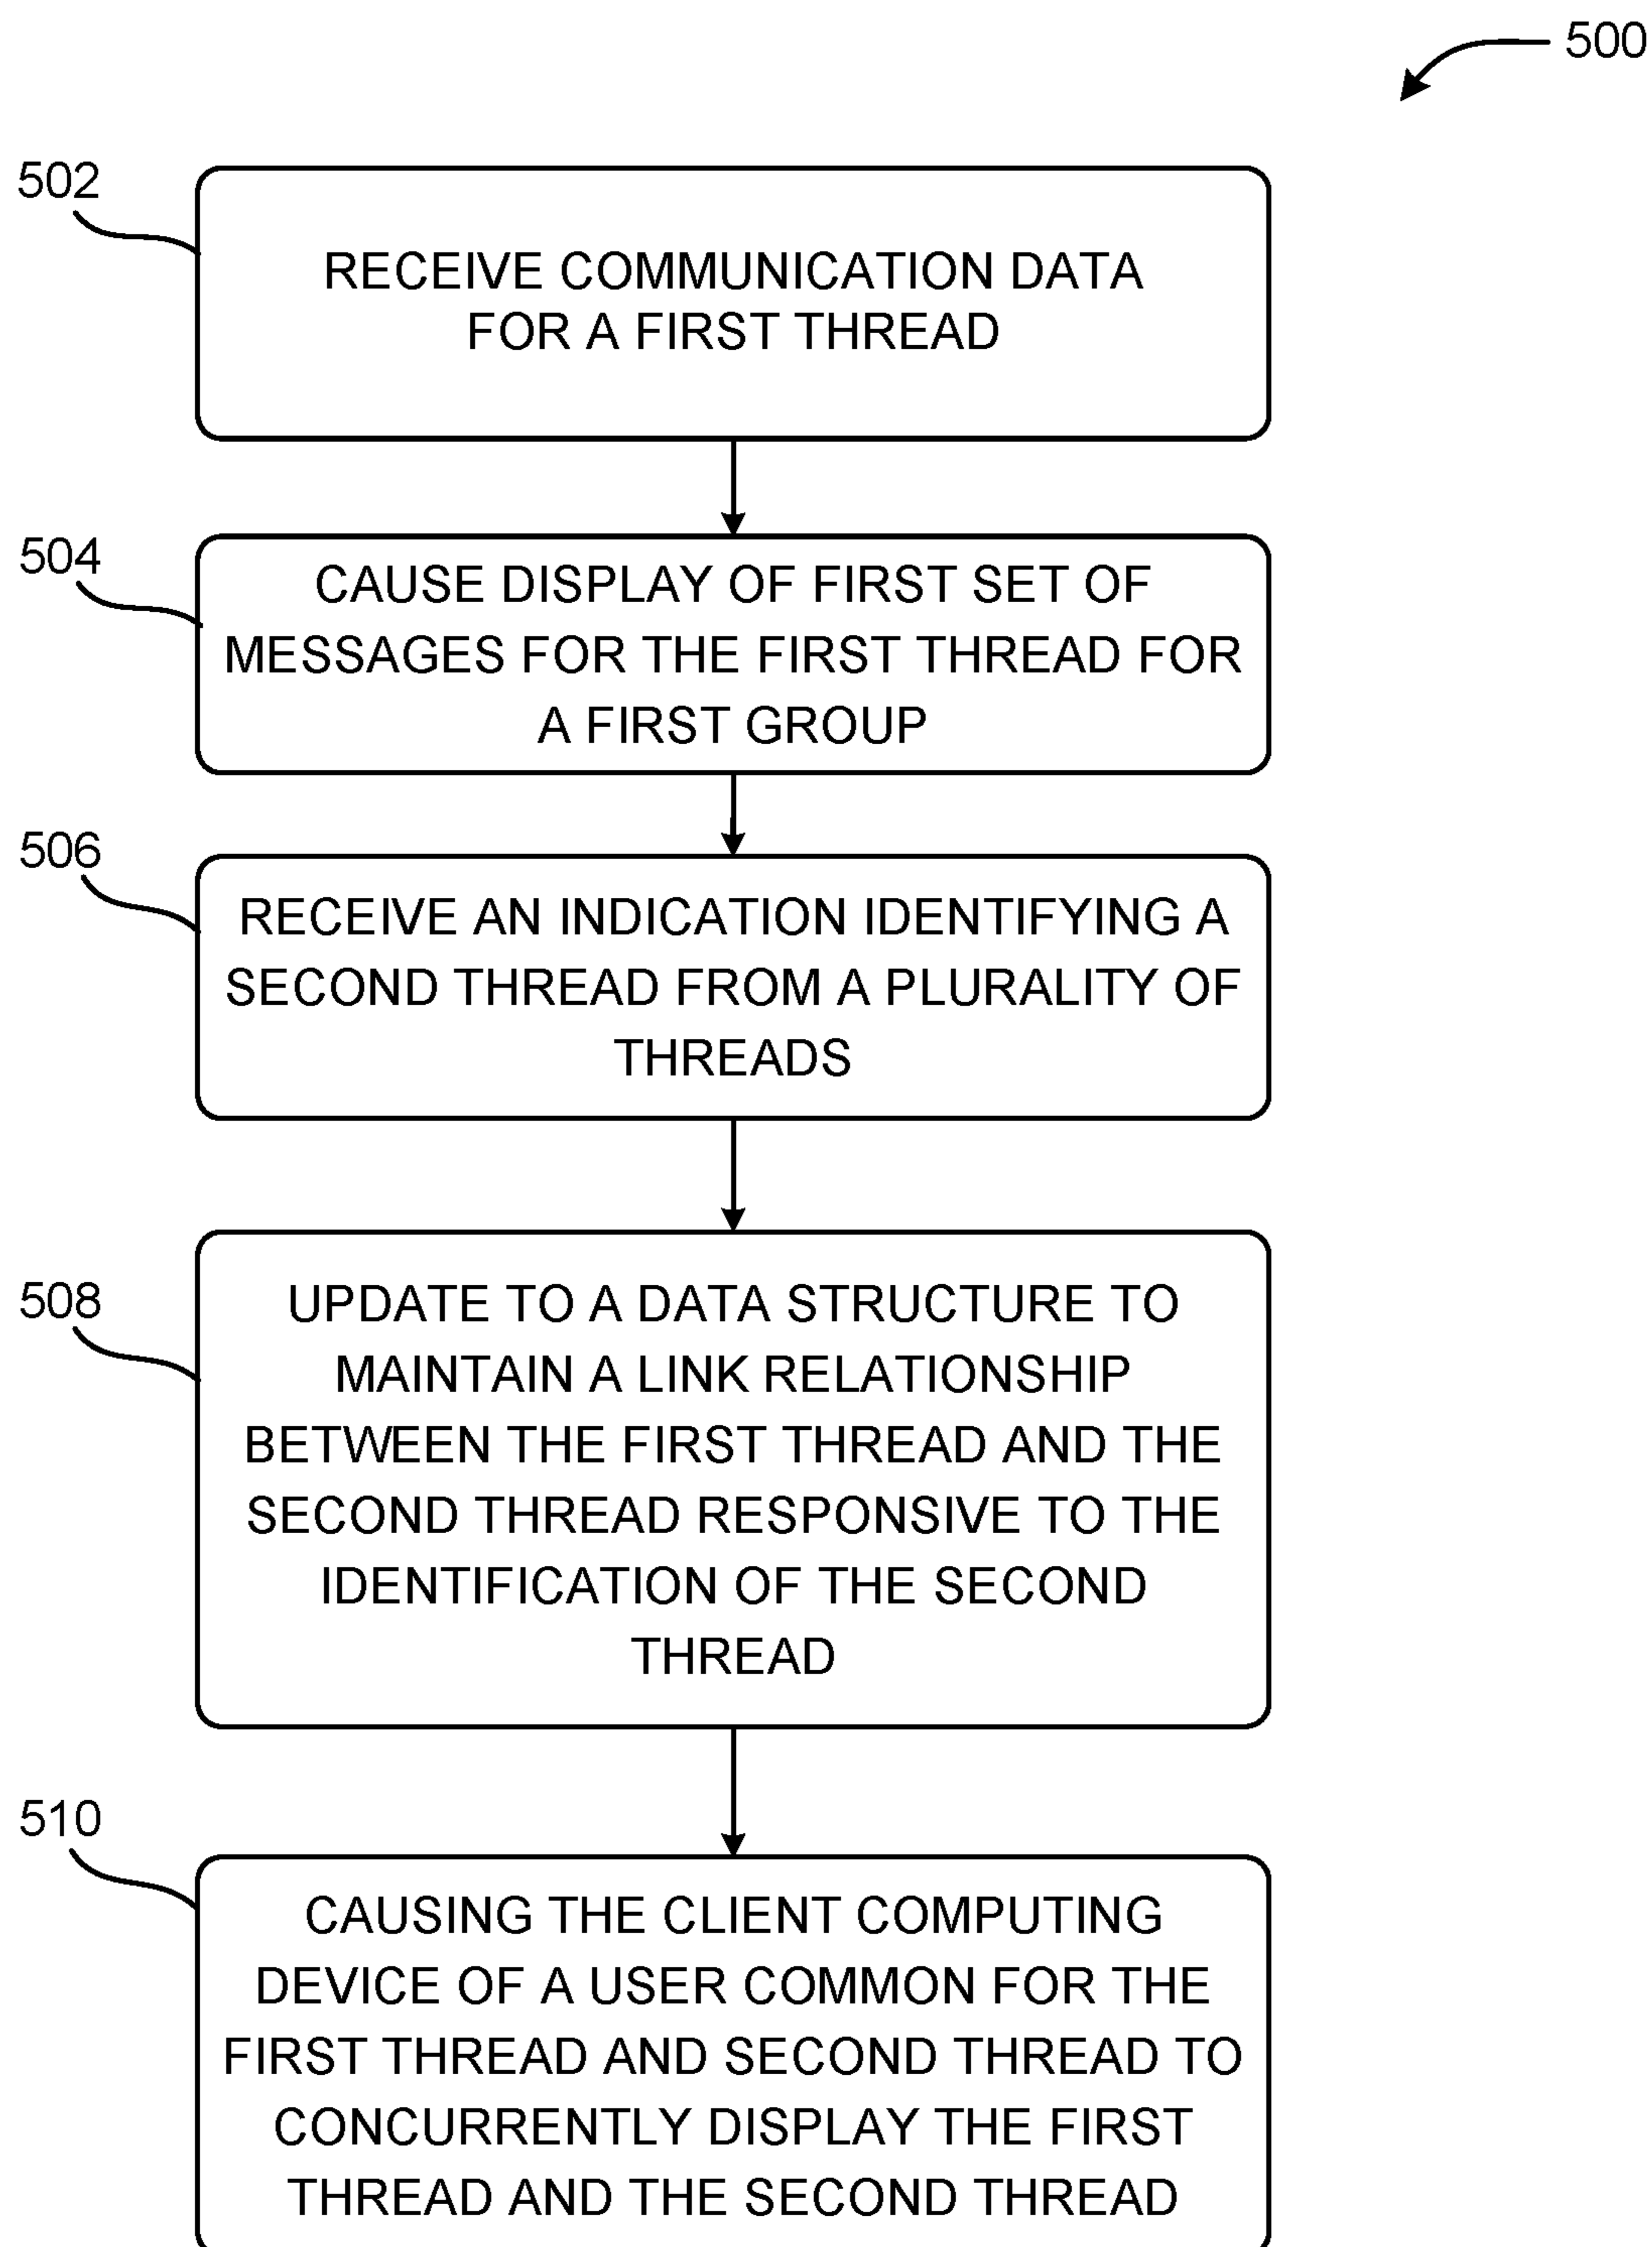 500
502
RECEIVE COMMUNICATION DATA
FOR A FIRST THREAD
504
CAUSE DISPLAY OF FIRST SET OF
MESSAGES FOR THE FIRST THREAD FOR
A FIRST GROUP
506
RECEIVE AN INDICATION IDENTIFYING A
SECOND THREAD FROM A PLURALITY OF
THREADS
508
UPDATE TO A DATA STRUCTURE TO
MAINTAIN A LINK RELATIONSHIP
BETWEEN THE FIRST THREAD AND THE
SECOND THREAD RESPONSIVE TO THE
IDENTIFICATION OF THE SECOND
THREAD
510
CAUSING THE CLIENT COMPUTING
DEVICE OF A USER COMMON FOR THE
FIRST THREAD AND SECOND THREAD TO
CONCURRENTLY DISPLAY THE FIRST
THREAD AND THE SECOND THREAD